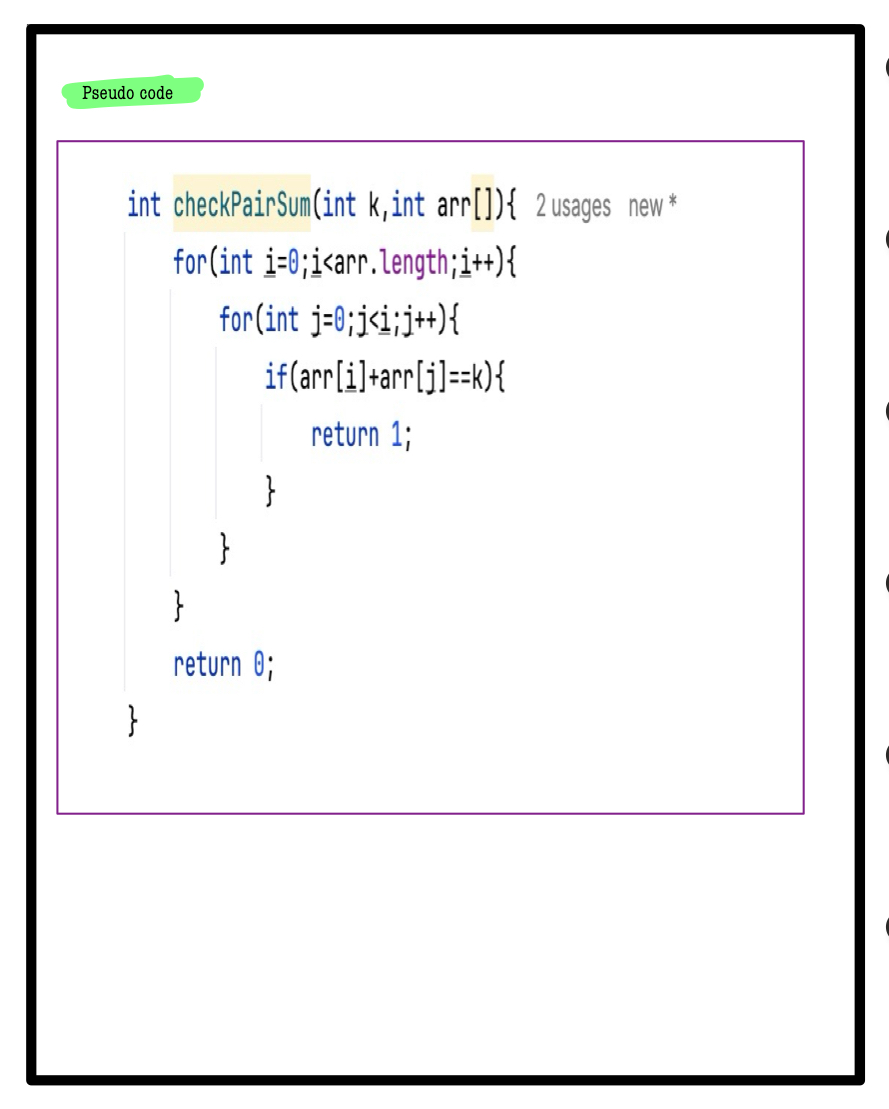 Pseudo code
int checkPairSum(int k,int arr[]){ 2 usages new *
for(int i=0;i<arr.length;i++){
for(int j=0;j<i;j++){
if(arr[i]+arr[j]==k){
return 1;
}
}
}
return 0;
}